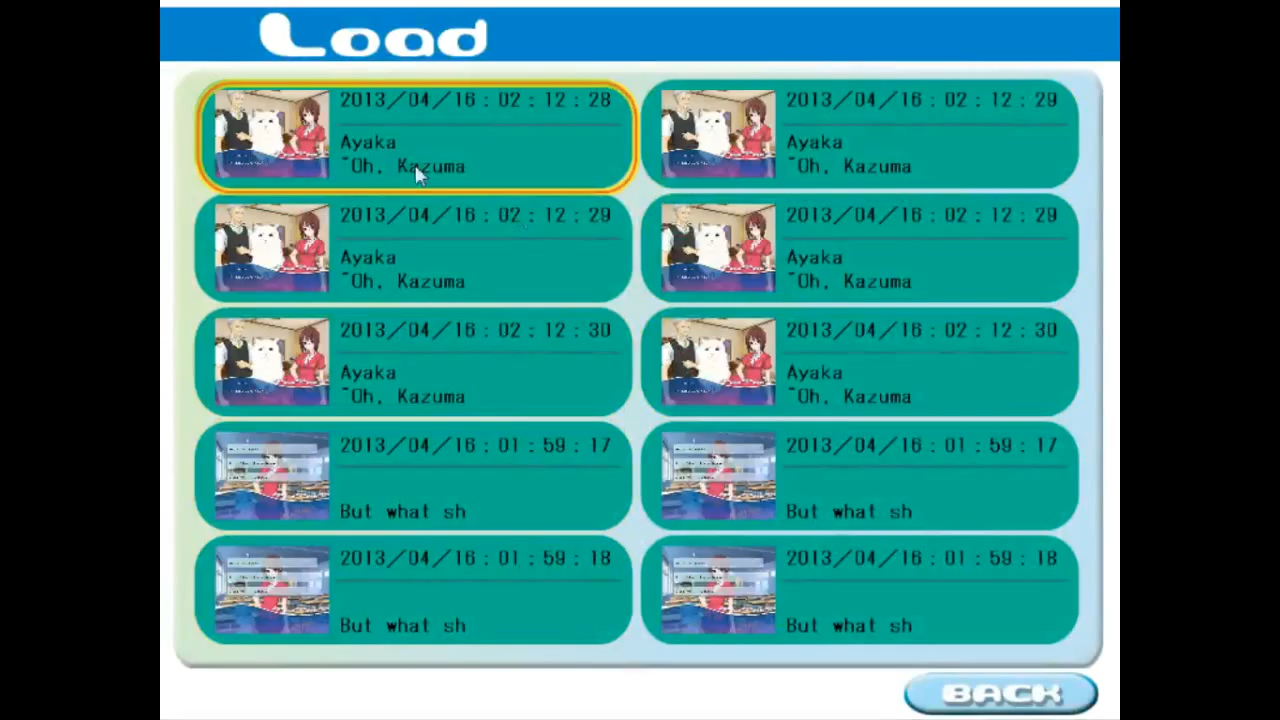 Load
2013/04/16:02:12:28
Ayaka
~Oh, Kazuma
2013/04/16:02:12:29
Ayaka
~Oh, Kazuma
2013/04/16:02:12:29
Ayaka
~Oh, Kazuma
2013/04/16:02:12:29
Ayaka
~Oh, Kazuma
2013/04/16:02:12:30
Ayaka
~Oh, Kazuma
2013/04/16:02:12:30
Ayaka
~Oh, Kazuma
2013/04/16:01:59:17
But what sh
2013/04/16:01:59:17
But what sh
2013/04/16:01:59:18
But what sh
2013/04/16:01:59:18
But what sh
BACK